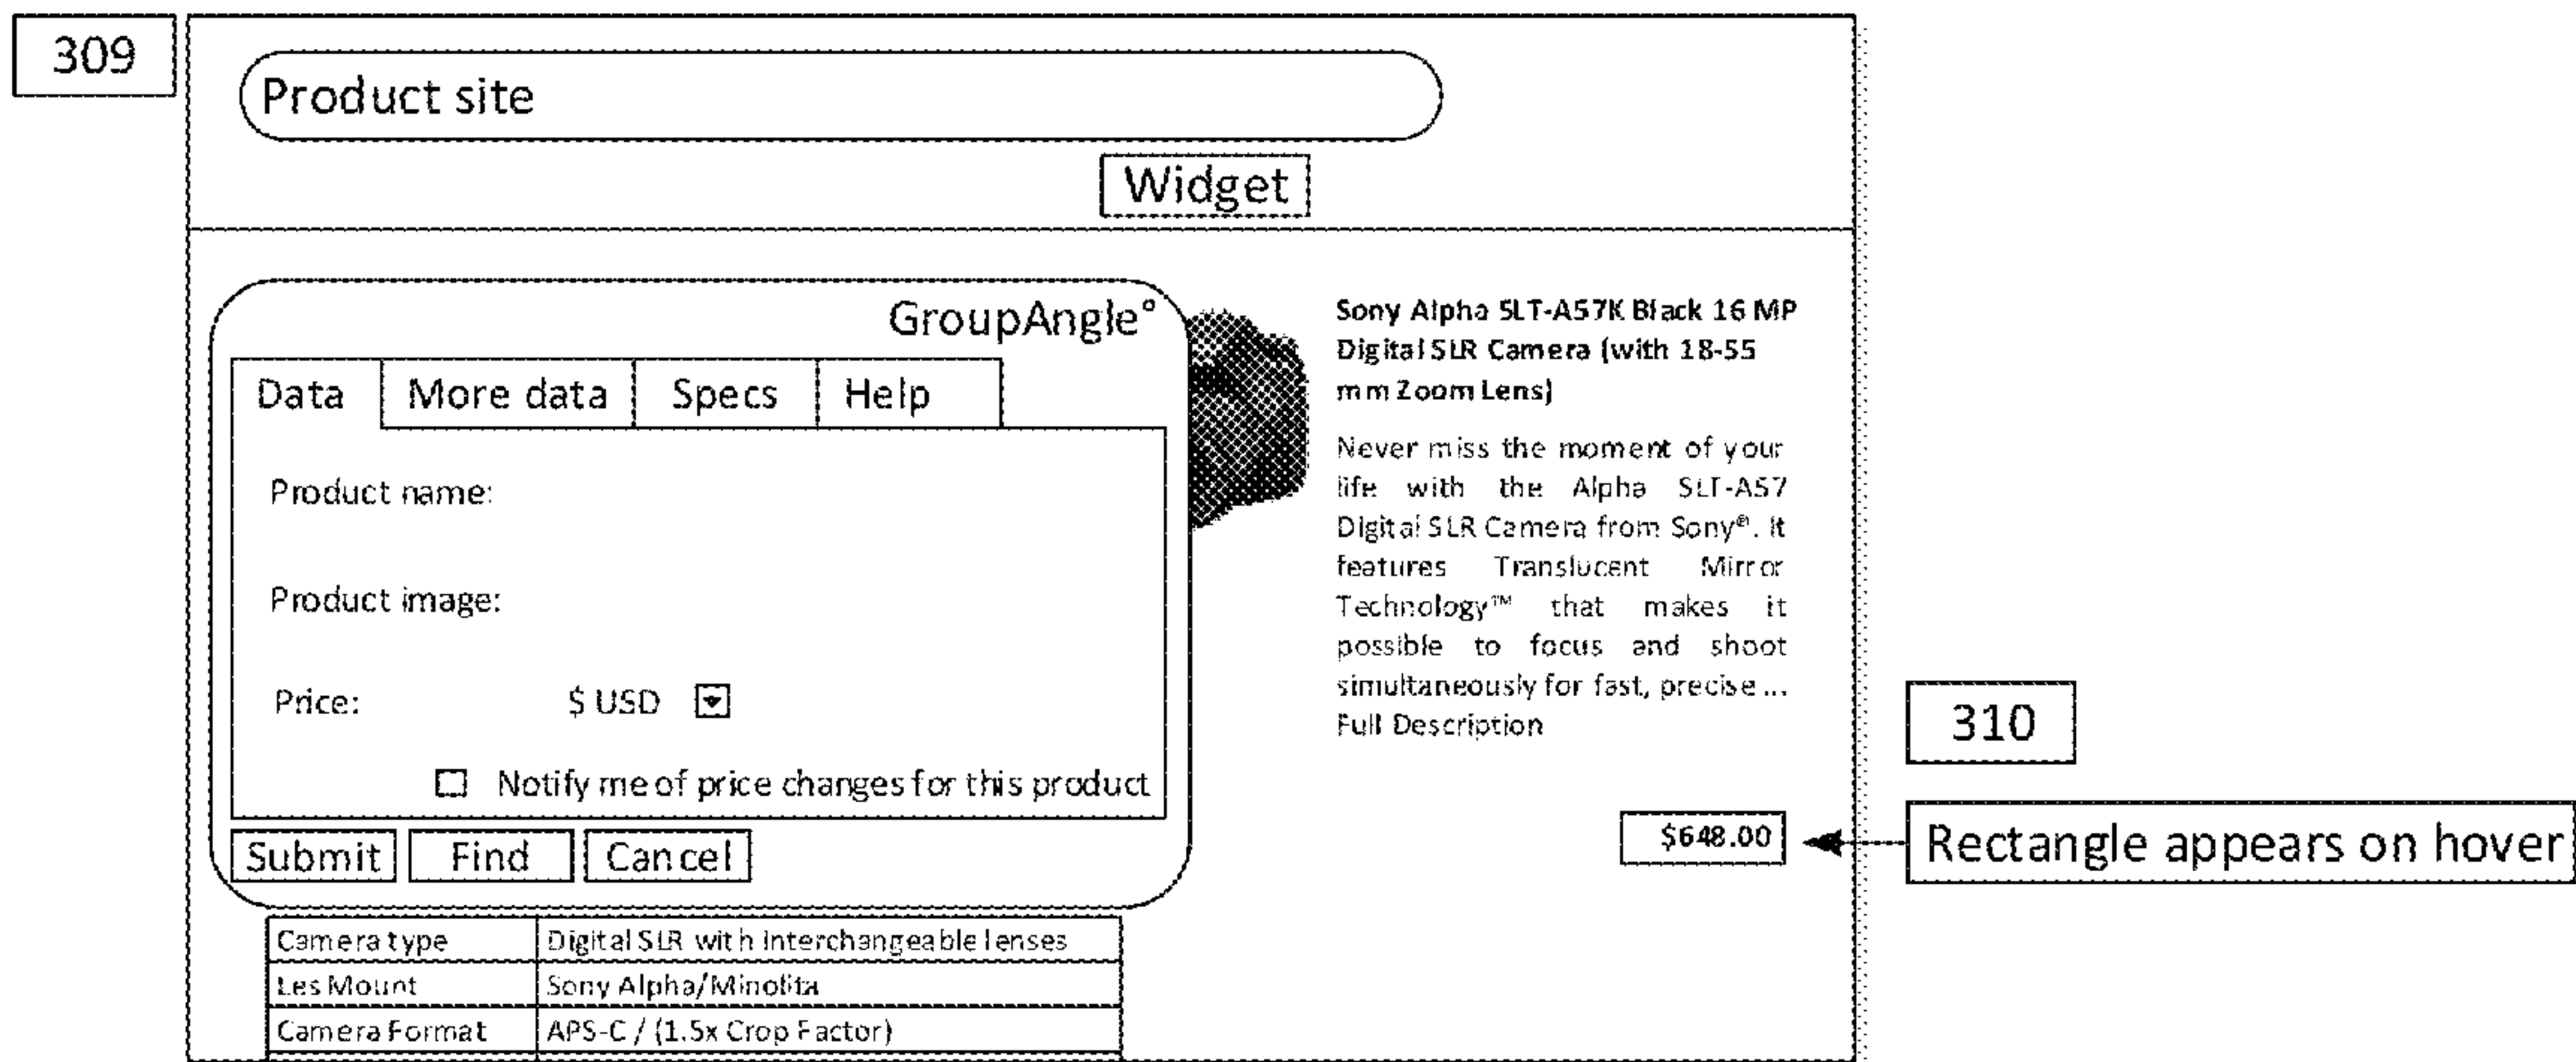 309
Product site
Widget
GroupAngle°
Data More data Specs Help
Product name:
Product image:
Price: $ USD
Notify me of price changes for this product
Submit Find Cancel
Sony Alpha SLT-A57K Black 16 MP
Digital SLR Camera (with 18-55
mm Zoom Lens)
Never miss the moment of your
life with the Alpha SLT-A57
Digital SLR Camera from Sony®. It
features Translucent Mirror
Technology™ that makes it
possible to focus and shoot
simultaneously for fast, precise ...
Full Description
$648.00
310
Rectangle appears on hover
Camera type Digital SLR with interchangeable lenses
Les Mount Sony Alpha/Minolita
Camera Format APS-C / (1.5x Crop Factor)